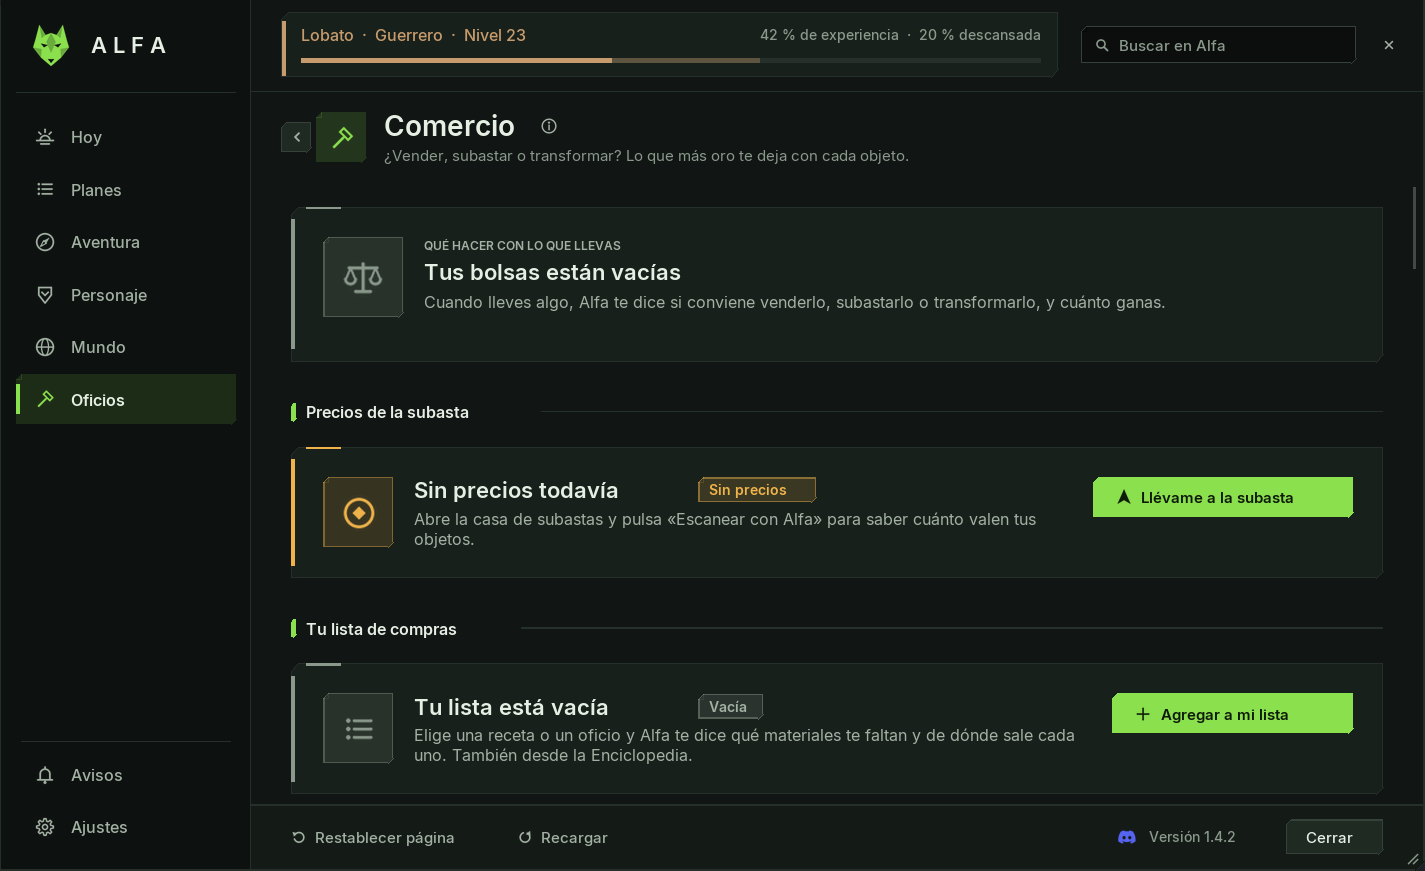 ALFA
Lobato · Guerrero · Nivel 23
42 % de experiencia · 20 % descansada
Buscar en Alfa
Hoy
Planes
Aventura
Personaje
Mundo
Oficios
Avisos
Ajustes
Comercio
¿Vender, subastar o transformar? Lo que más oro te deja con cada objeto.
QUÉ HACER CON LO QUE LLEVAS
Tus bolsas están vacías
Cuando lleves algo, Alfa te dice si conviene venderlo, subastarlo o transformarlo, y cuánto ganas.
Precios de la subasta
Sin precios todavía
Sin precios
Abre la casa de subastas y pulsa «Escanear con Alfa» para saber cuánto valen tus
objetos.
Llévame a la subasta
Tu lista de compras
Tu lista está vacía
Vacía
Elige una receta o un oficio y Alfa te dice qué materiales te faltan y de dónde sale cada
uno. También desde la Enciclopedia.
Agregar a mi lista
Restablecer página
Recargar
Versión 1.4.2
Cerrar